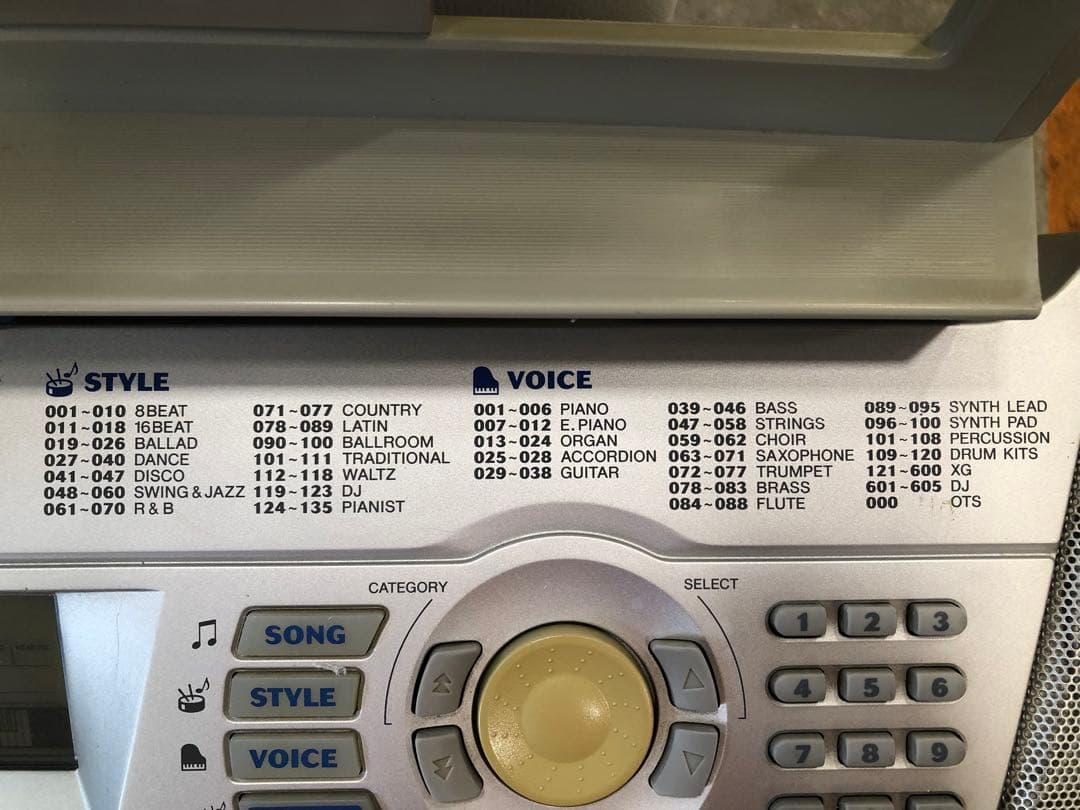 STYLE
001~010 8BEAT
011~018 16BEAT
019~026 BALLAD
027~040 DANCE
041~047 DISCO
048~060 SWING & JAZZ
061~070 R & B
071~077 COUNTRY
078~089 LATIN
090~100 BALLROOM
101~111 TRADITIONAL
112~118 WALTZ
119~123 DJ
124~135 PIANIST
VOICE
001~006 PIANO
007~012 E. PIANO
013~024 ORGAN
025~028 ACCORDION
029~038 GUITAR
039~046 BASS
047~058 STRINGS
059~062 CHOIR
063~071 SAXOPHONE
072~077 TRUMPET
078~083 BRASS
084~088 FLUTE
089~095 SYNTH LEAD
096~100 SYNTH PAD
101~108 PERCUSSION
109~120 DRUM KITS
121~600 XG
601~605 DJ
000 OTS
CATEGORY
SELECT
SONG
STYLE
VOICE
1 2 3
4 5 6
7 8 9